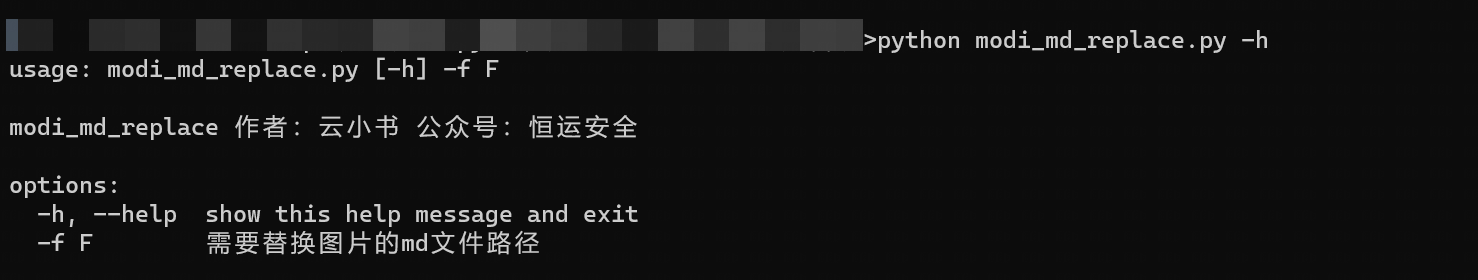 >python modi_md_replace.py -h
usage: modi_md_replace.py [-h] -f F
modi_md_replace 作者: 云小书 公众号: 恒运安全
options:
  -h, --help  show this help message and exit
  -f F        需要替换图片的md文件路径